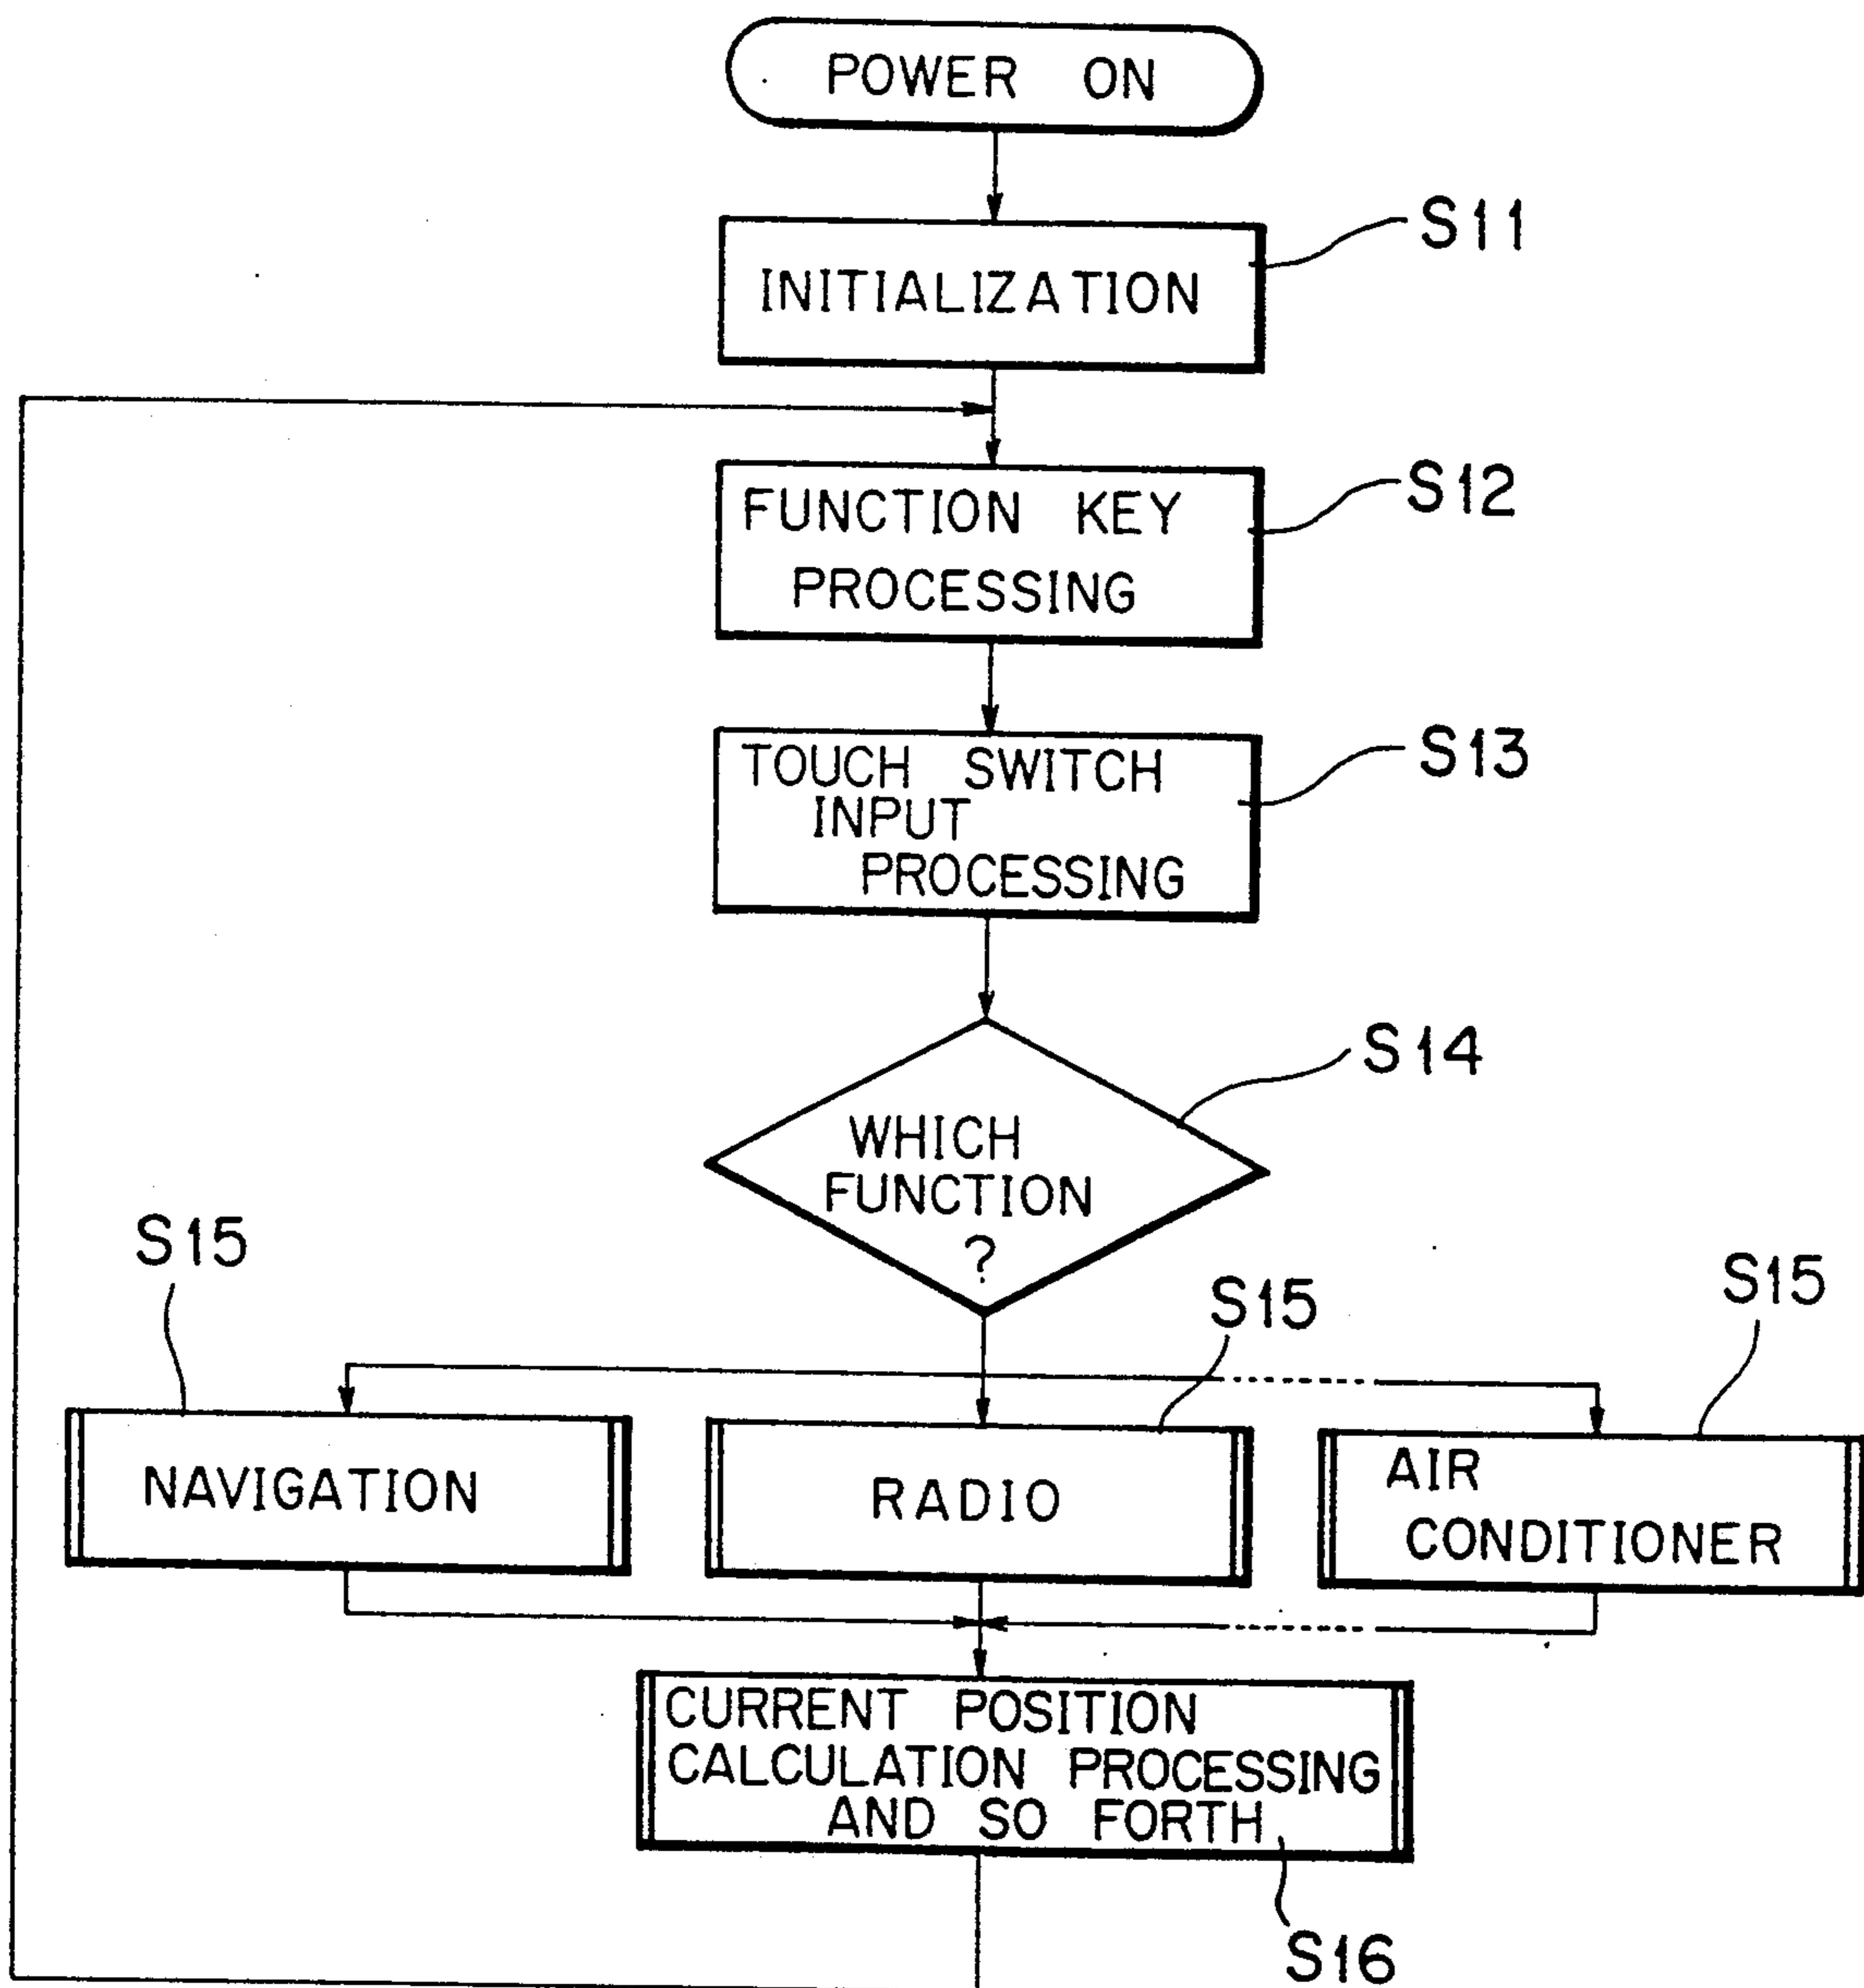 POWER ON
S11
INITIALIZATION
S12
FUNCTION KEY
PROCESSING
S13
TOUCH SWITCH
INPUT
PROCESSING
S14
WHICH
FUNCTION
?
S15
S15
S15
NAVIGATION
RADIO
AIR
CONDITIONER
CURRENT POSITION
CALCULATION PROCESSING
AND SO FORTH
S16